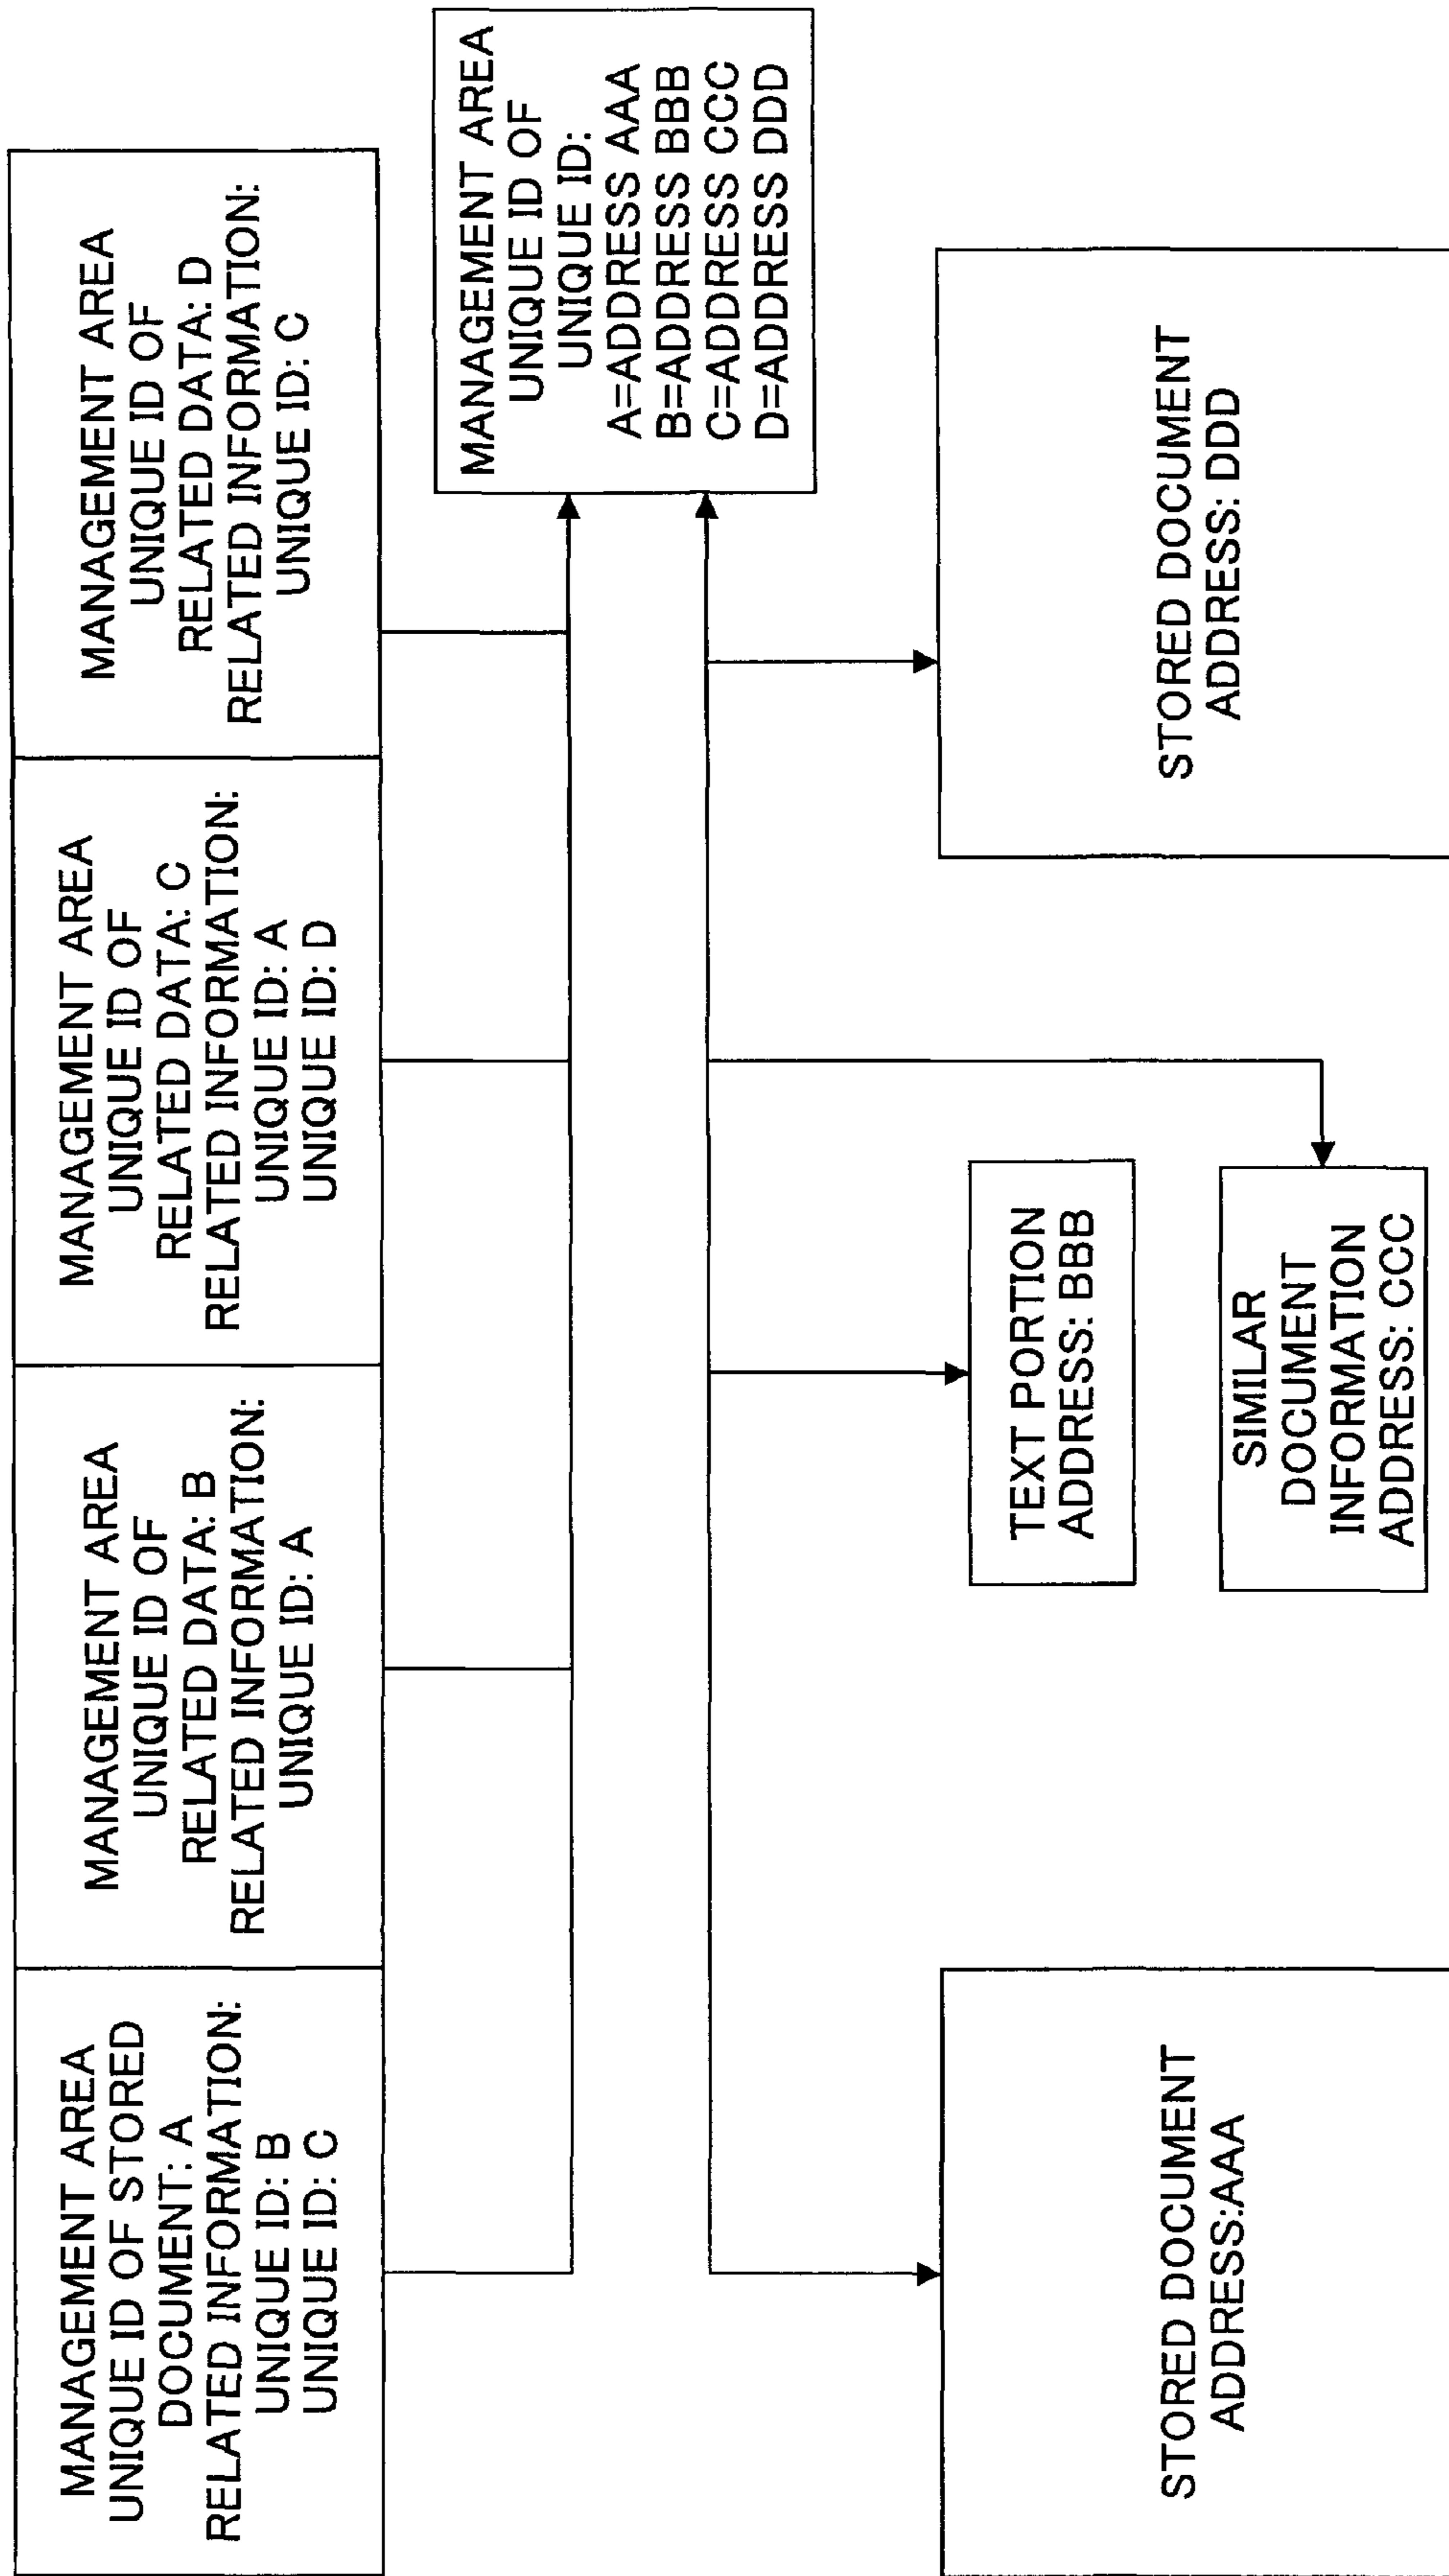 MANAGEMENT AREA
UNIQUE ID OF STORED
DOCUMENT: A
RELATED INFORMATION:
UNIQUE ID: B
UNIQUE ID: C
MANAGEMENT AREA
UNIQUE ID OF
RELATED DATA: B
RELATED INFORMATION:
UNIQUE ID: A
MANAGEMENT AREA
UNIQUE ID OF
RELATED DATA: C
RELATED INFORMATION:
UNIQUE ID: A
UNIQUE ID: D
MANAGEMENT AREA
UNIQUE ID OF
RELATED DATA: D
RELATED INFORMATION:
UNIQUE ID: C
MANAGEMENT AREA
UNIQUE ID OF
UNIQUE ID:
A=ADDRESS AAA
B=ADDRESS BBB
C=ADDRESS CCC
D=ADDRESS DDD
STORED DOCUMENT
ADDRESS:AAA
TEXT PORTION
ADDRESS: BBB
SIMILAR
DOCUMENT
INFORMATION
ADDRESS: CCC
STORED DOCUMENT
ADDRESS: DDD